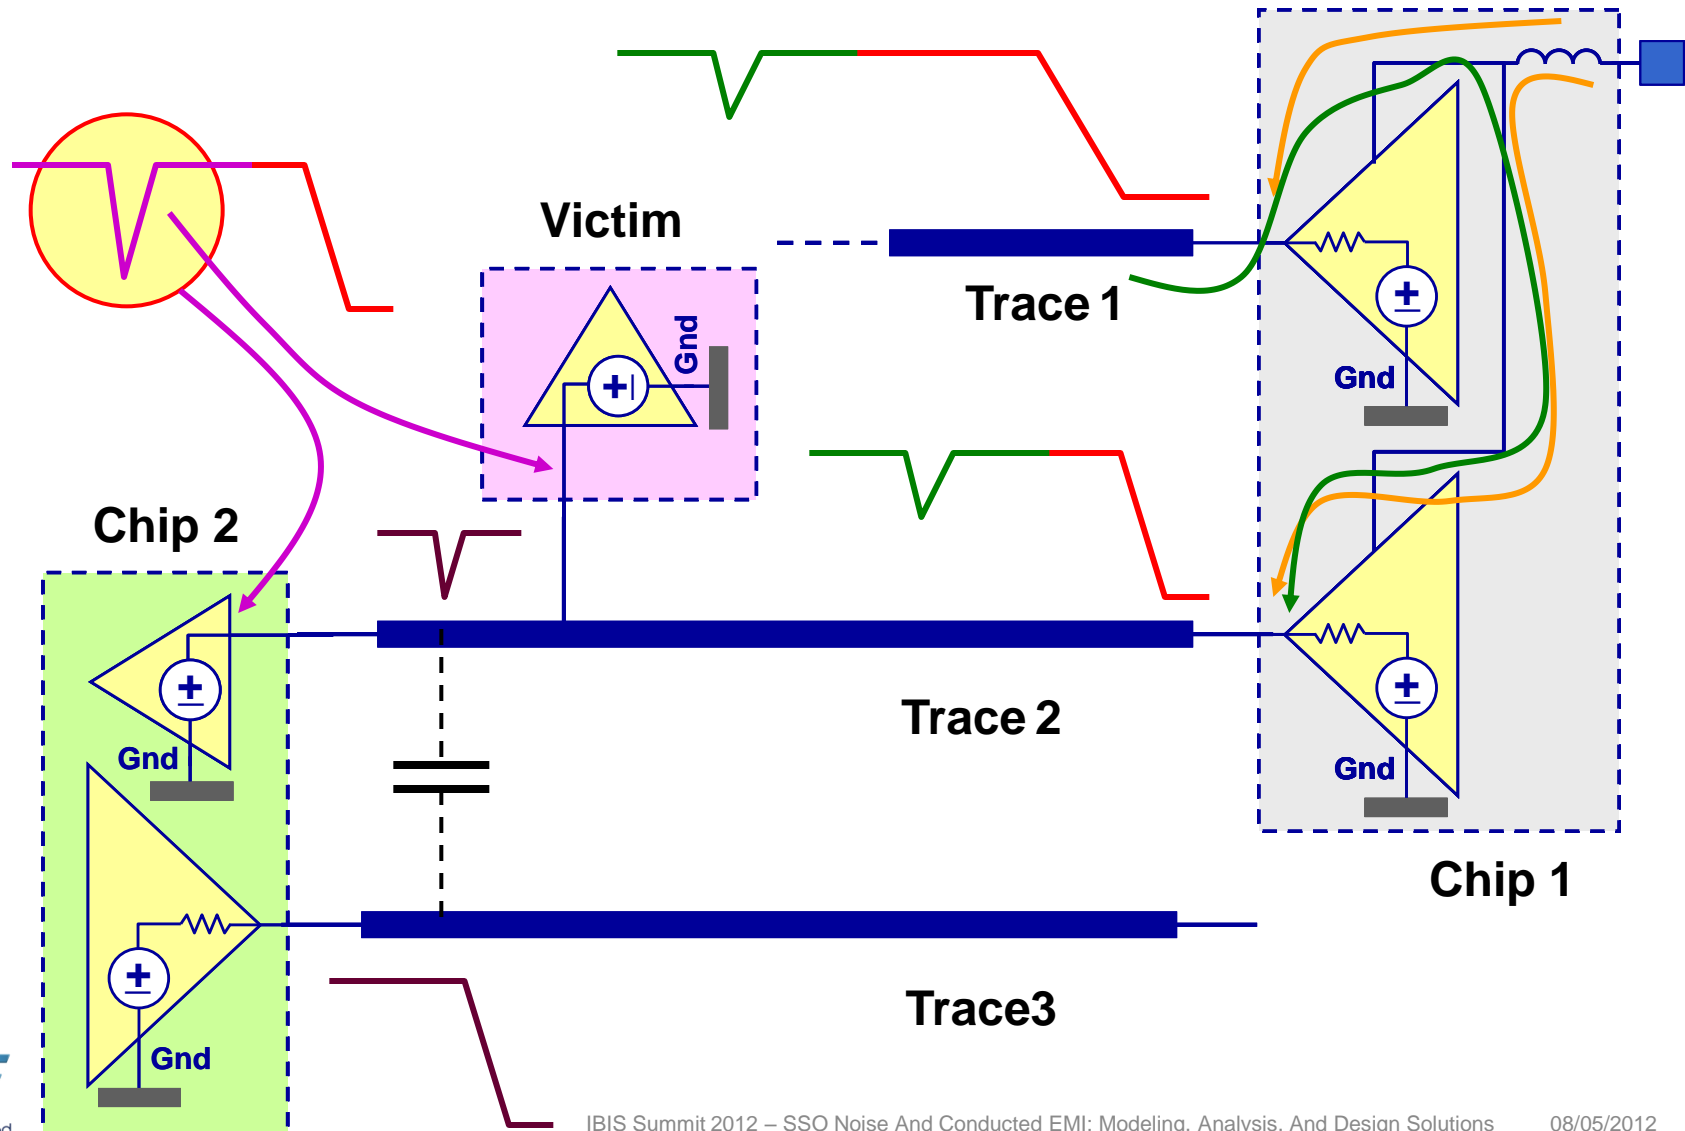 Victim
Trace 1
Gnd
Gnd
Chip 2
Trace 2
Gnd
Gnd
Chip 1
Trace3
Gnd
IBIS Summit 2012 – SSO Noise And Conducted EMI: Modeling, Analysis, And Design Solutions 08/05/2012